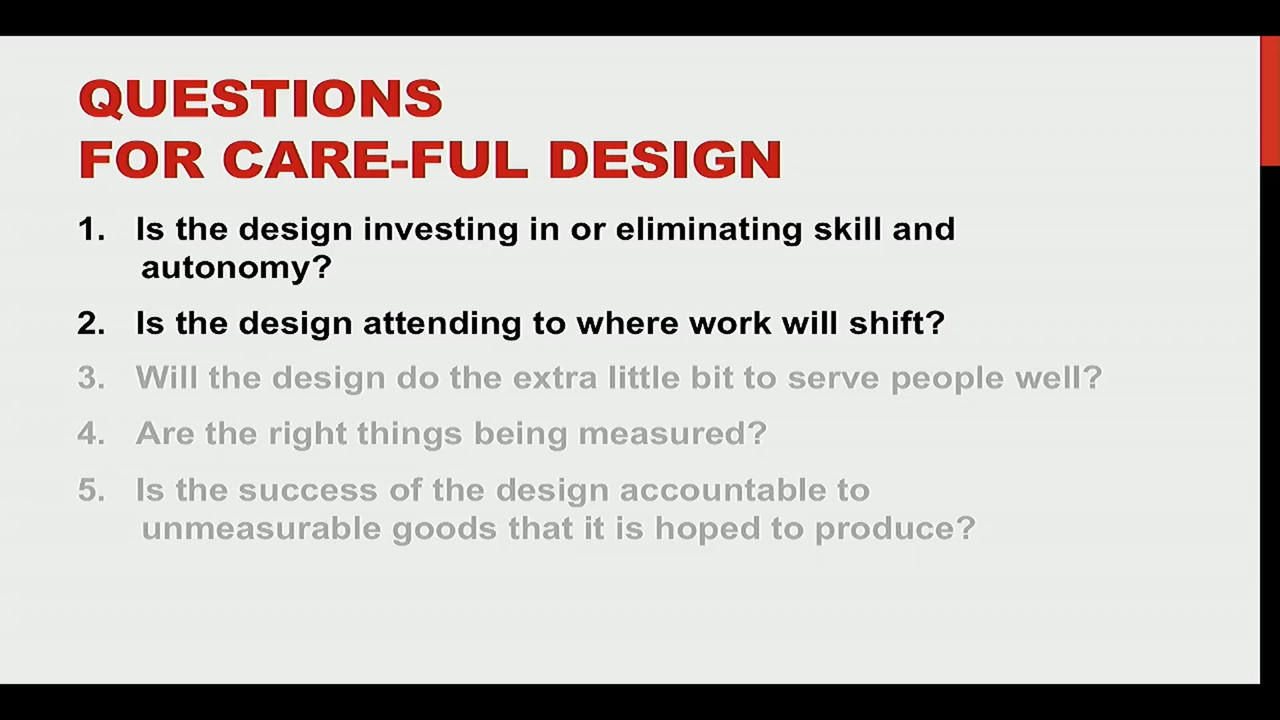 QUESTIONS
FOR CARE-FUL DESIGN
1. Is the design investing in or eliminating skill and
autonomy?
2. Is the design attending to where work will shift?
3. Will the design do the extra little bit to serve people well?
4. Are the right things being measured?
5. Is the success of the design accountable to
unmeasurable goods that it is hoped to produce?